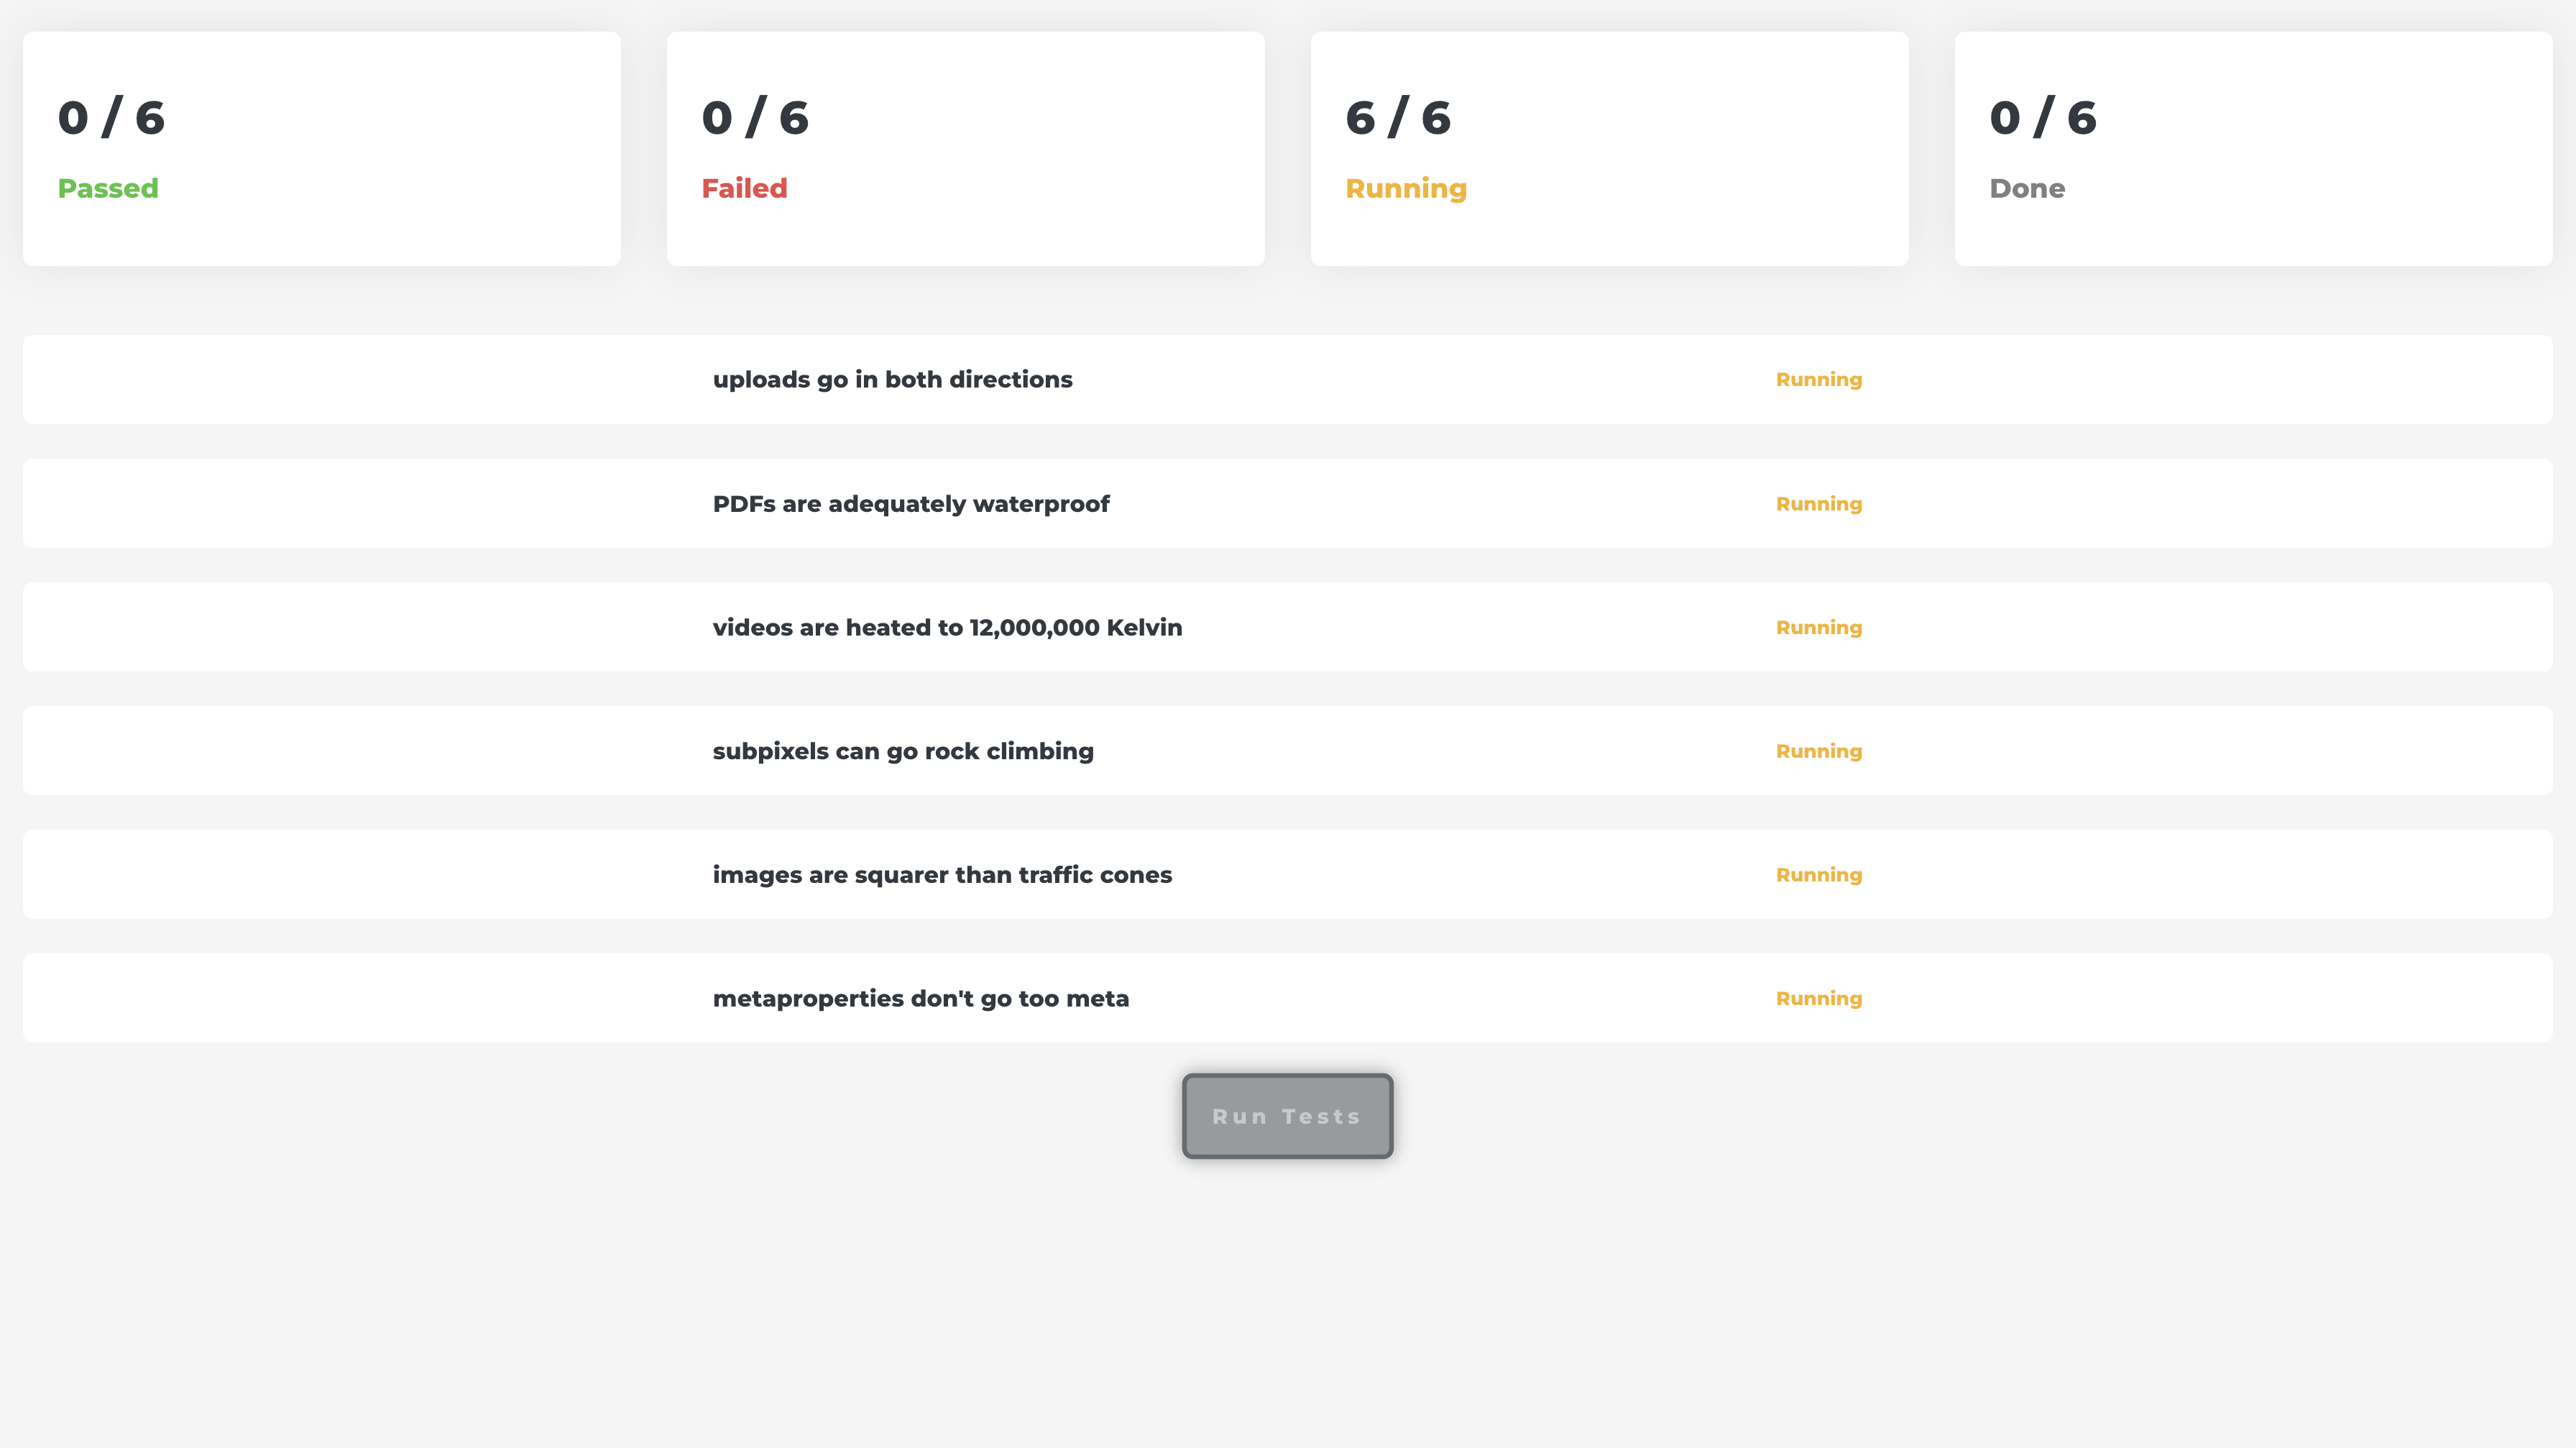 0 / 6
Passed
0 / 6
Failed
6 / 6
Running
0 / 6
Done
uploads go in both directions Running
PDFs are adequately waterproof Running
videos are heated to 12,000,000 Kelvin Running
subpixels can go rock climbing Running
images are squarer than traffic cones Running
metaproperties don't go too meta Running
Run Tests